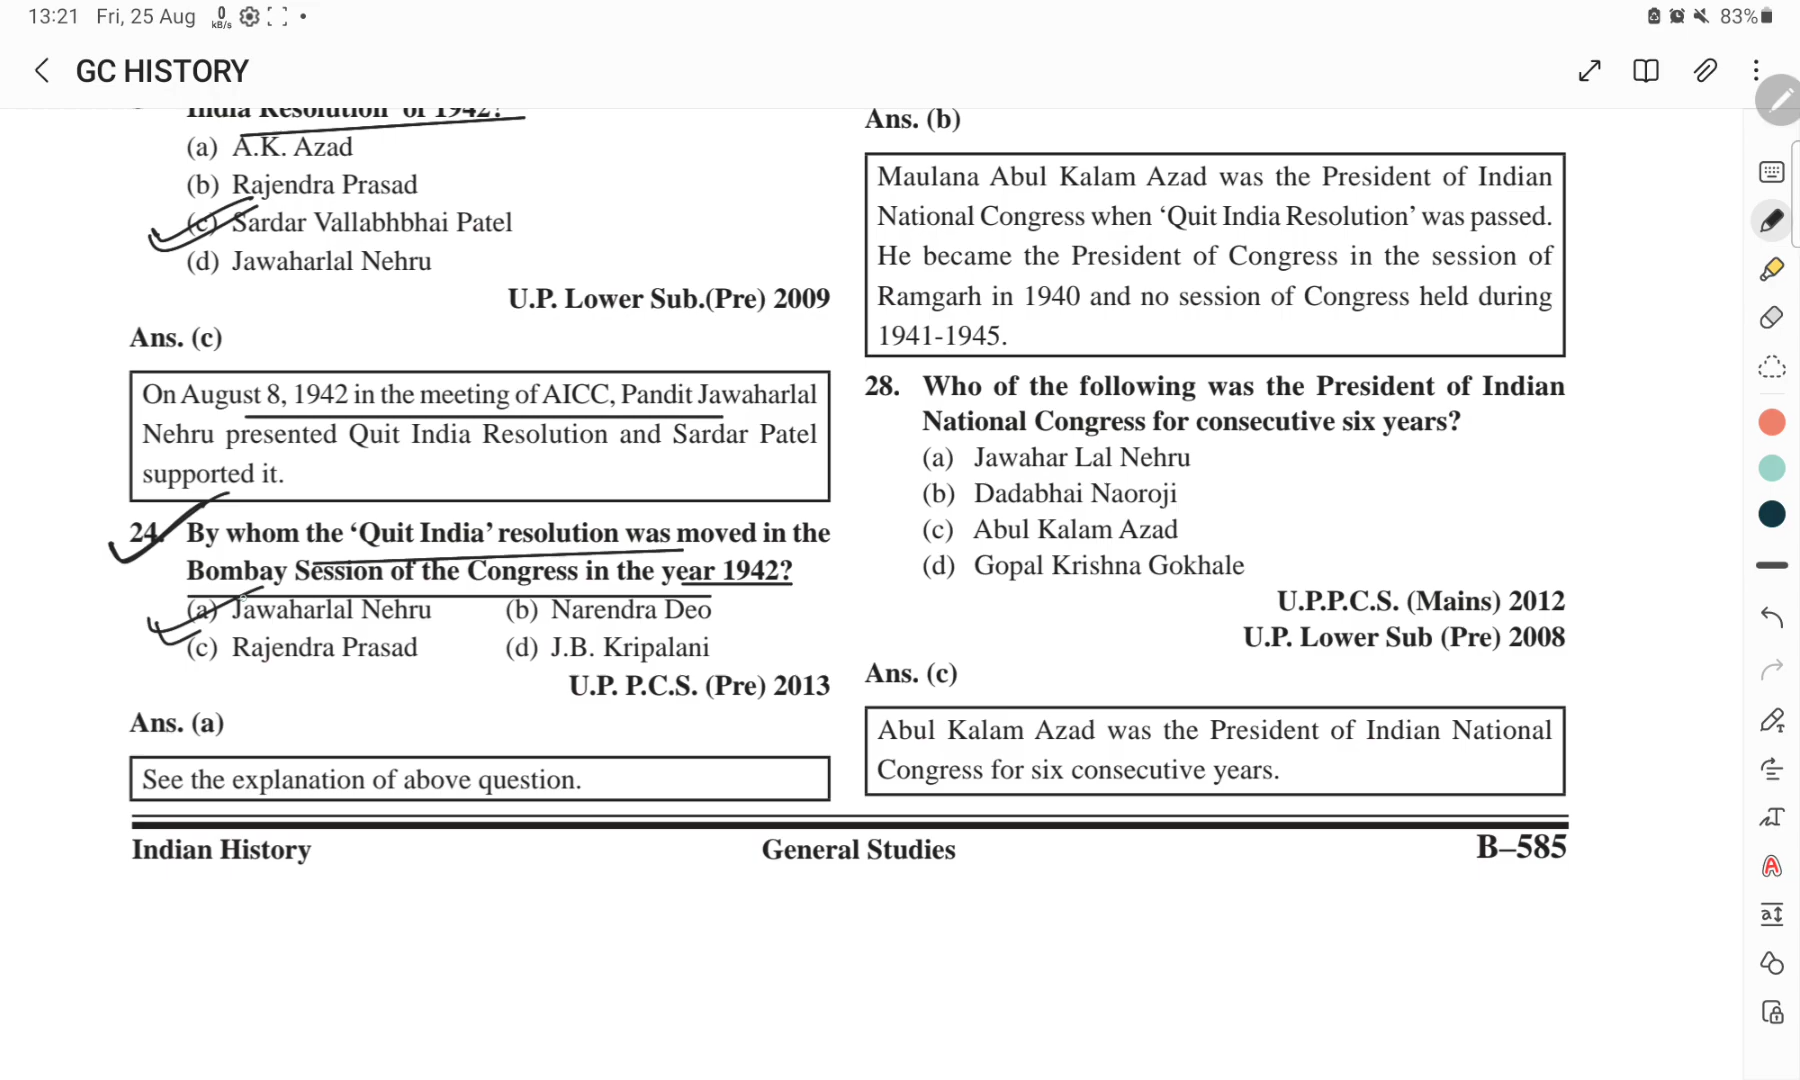 13:21 Fri, 25 Aug 0 kB/s 83%
GC HISTORY
India Resolution' of 1942?
(a) A.K. Azad
(b) Rajendra Prasad
(c) Sardar Vallabhbhai Patel
(d) Jawaharlal Nehru
U.P. Lower Sub.(Pre) 2009
Ans. (c)
On August 8, 1942 in the meeting of AICC, Pandit Jawaharlal
Nehru presented Quit India Resolution and Sardar Patel
supported it.
24. By whom the ‘Quit India’ resolution was moved in the
Bombay Session of the Congress in the year 1942?
(a) Jawaharlal Nehru (b) Narendra Deo
(c) Rajendra Prasad (d) J.B. Kripalani
U.P. P.C.S. (Pre) 2013
Ans. (a)
See the explanation of above question.
Ans. (b)
Maulana Abul Kalam Azad was the President of Indian
National Congress when ‘Quit India Resolution’ was passed.
He became the President of Congress in the session of
Ramgarh in 1940 and no session of Congress held during
1941-1945.
28. Who of the following was the President of Indian
National Congress for consecutive six years?
(a) Jawahar Lal Nehru
(b) Dadabhai Naoroji
(c) Abul Kalam Azad
(d) Gopal Krishna Gokhale
U.P.P.C.S. (Mains) 2012
U.P. Lower Sub (Pre) 2008
Ans. (c)
Abul Kalam Azad was the President of Indian National
Congress for six consecutive years.
Indian History General Studies B–585